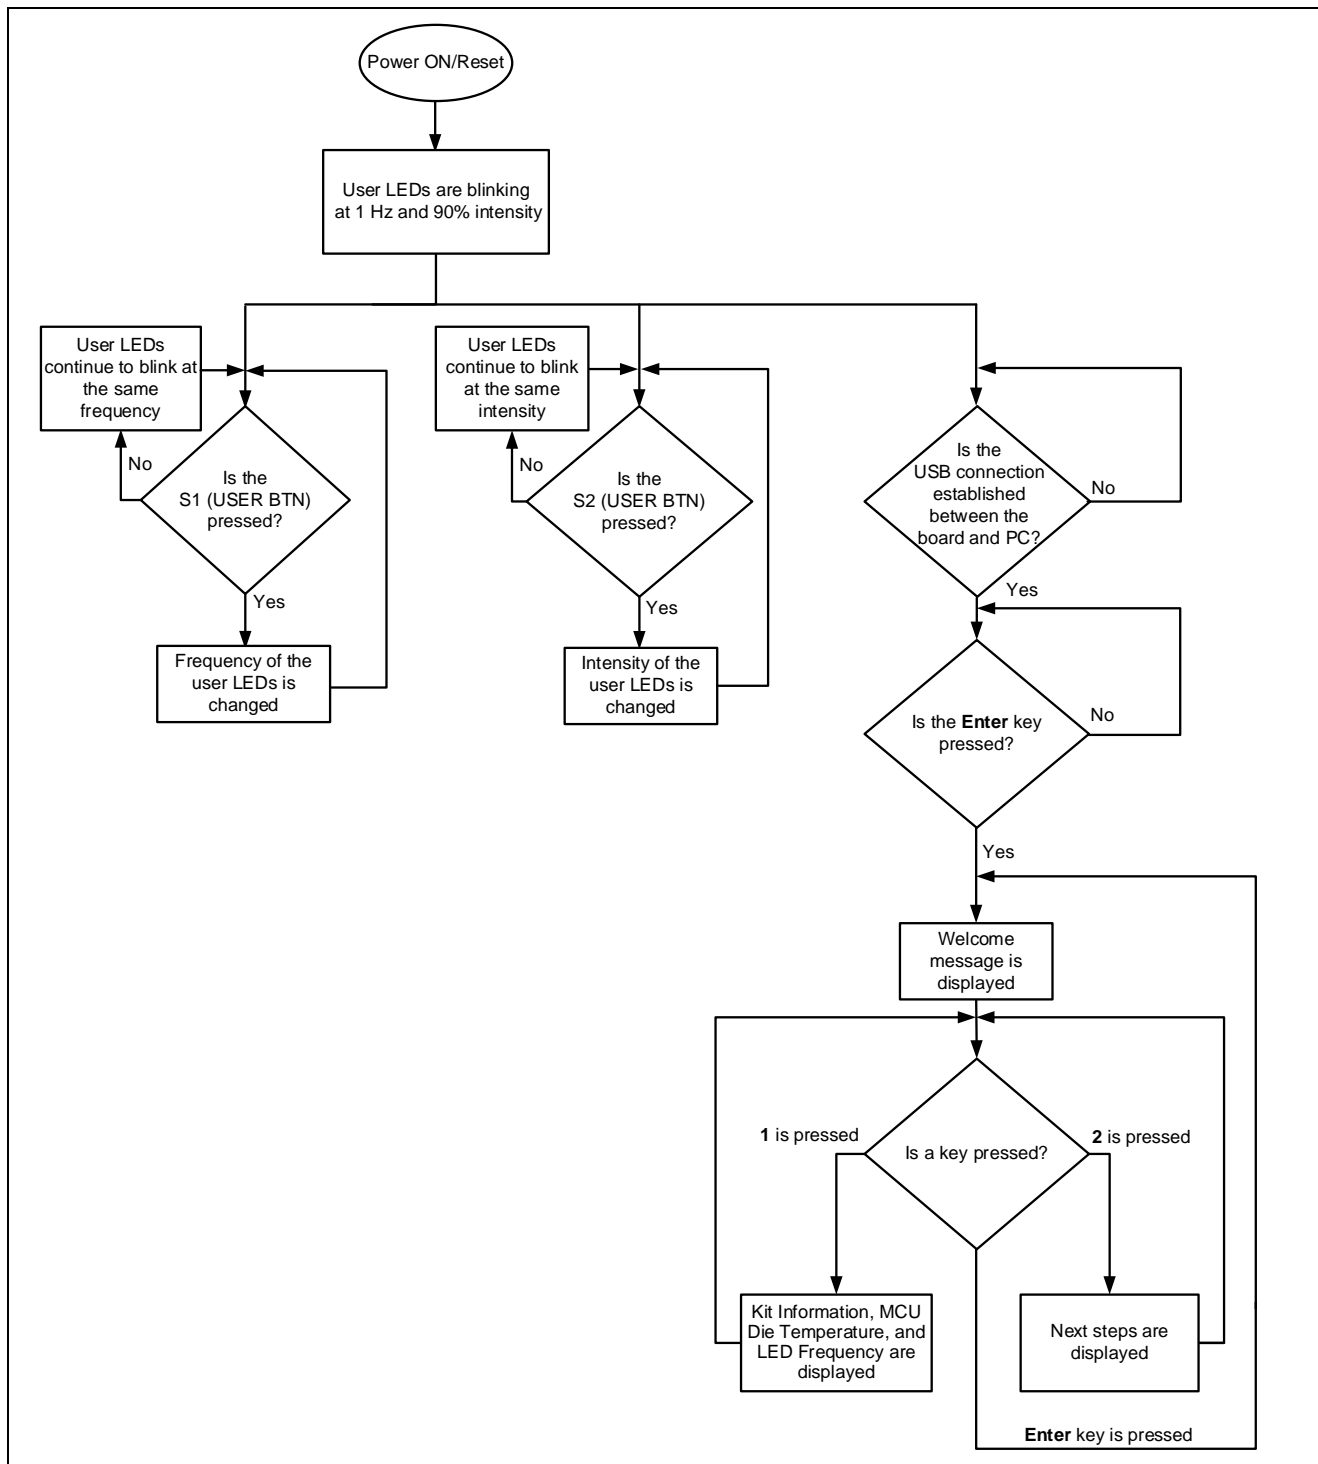 Power ON/Reset
User LEDs are blinking
at 1 Hz and 90% intensity
User LEDs
continue to blink at
the same
frequency
No
Is the
S1 (USER BTN)
pressed?
Yes
Frequency of the
user LEDs is
changed
User LEDs
continue to blink
at the same
intensity
No
Is the
S2 (USER BTN)
pressed?
Yes
Intensity of the
user LEDs is
changed
Is the
USB connection
established
between the
board and PC?
No
Yes
Is the Enter key
pressed?
No
Yes
Welcome
message is
displayed
Is a key pressed?
1 is pressed
2 is pressed
Kit Information, MCU
Die Temperature, and
LED Frequency are
displayed
Next steps are
displayed
Enter key is pressed